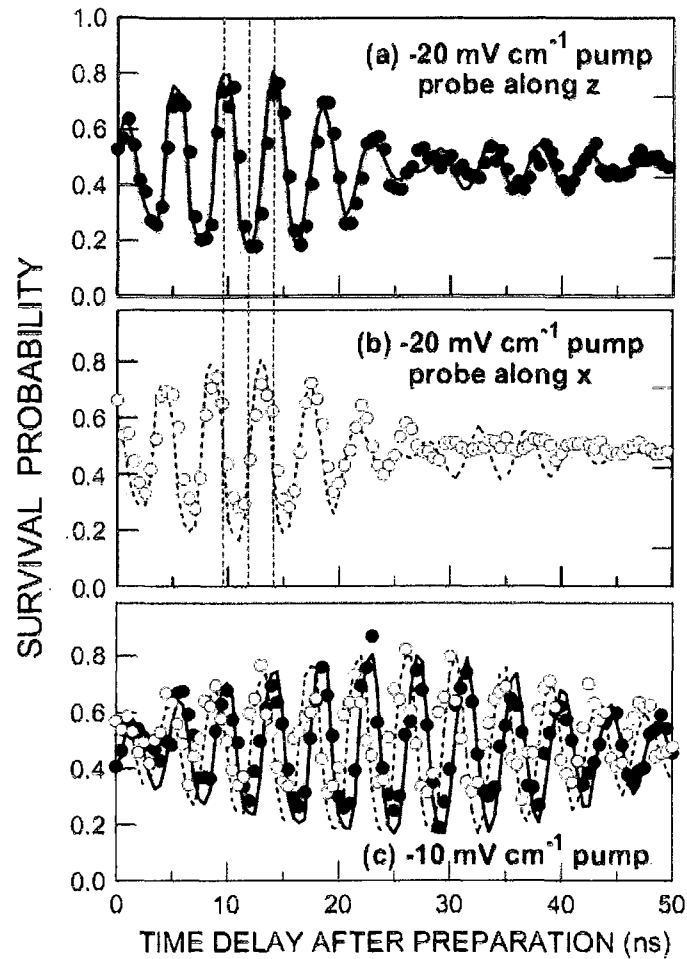 1.0
(a) -20 mV cm⁻¹ pump
probe along z
0.8
0.6
0.4
0.2
0.0
SURVIVAL PROBABILITY
(b) -20 mV cm⁻¹ pump
probe along x
0.8
0.6
0.4
0.2
0.0
0.8
0.6
0.4
0.2
(c) -10 mV cm⁻¹ pump
0.0
0 10 20 30 40 50
TIME DELAY AFTER PREPARATION (ns)